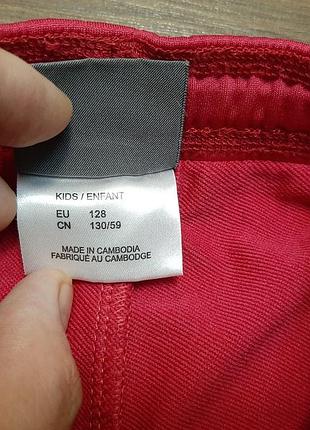 KIDS / ENFANT
EU 128
CN 130/59
MADE IN CAMBODIA
FABRIQUÉ AU CAMBODGE